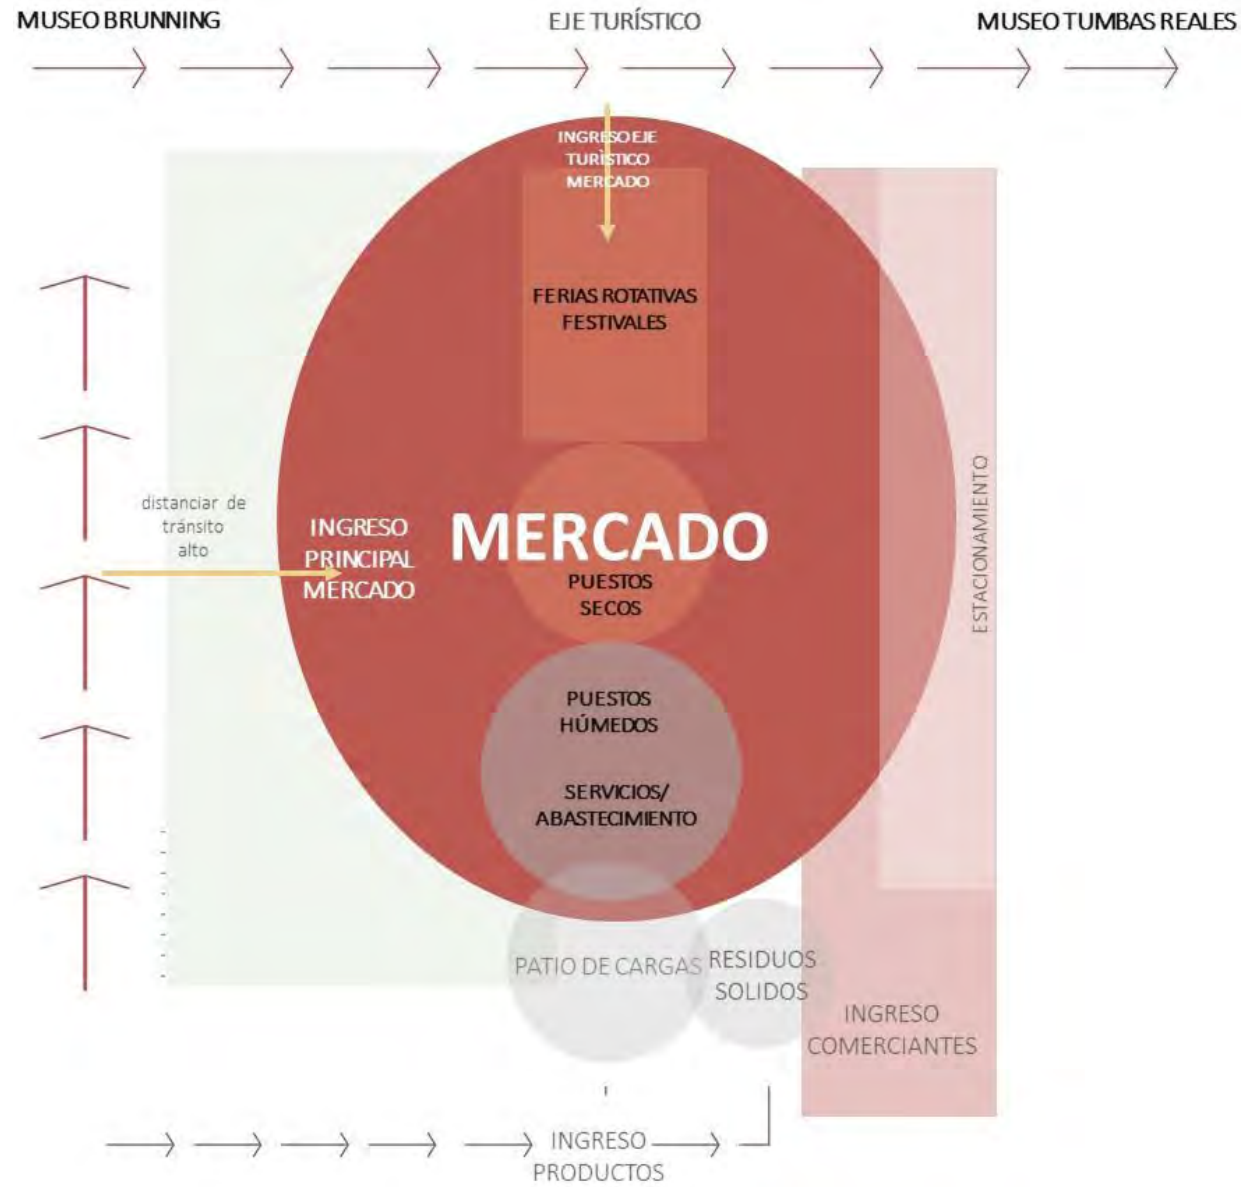 MUSEO BRUNNING
EJE TURÍSTICO
MUSEO TUMBAS REALES
INGRESO EJE
TURÌSTICO
MERCADO
FERIAS ROTATIVAS
FESTIVALES
distanciar de
tránsito
alto
INGRESO
PRINCIPAL
MERCADO
MERCADO
PUESTOS
SECOS
ESTACIONAMIENTO
PUESTOS
HÚMEDOS
SERVICIOS/
ABASTECIMIENTO
PATIO DE CARGAS
RESIDUOS
SOLIDOS
INGRESO
COMERCIANTES
INGRESO
PRODUCTOS